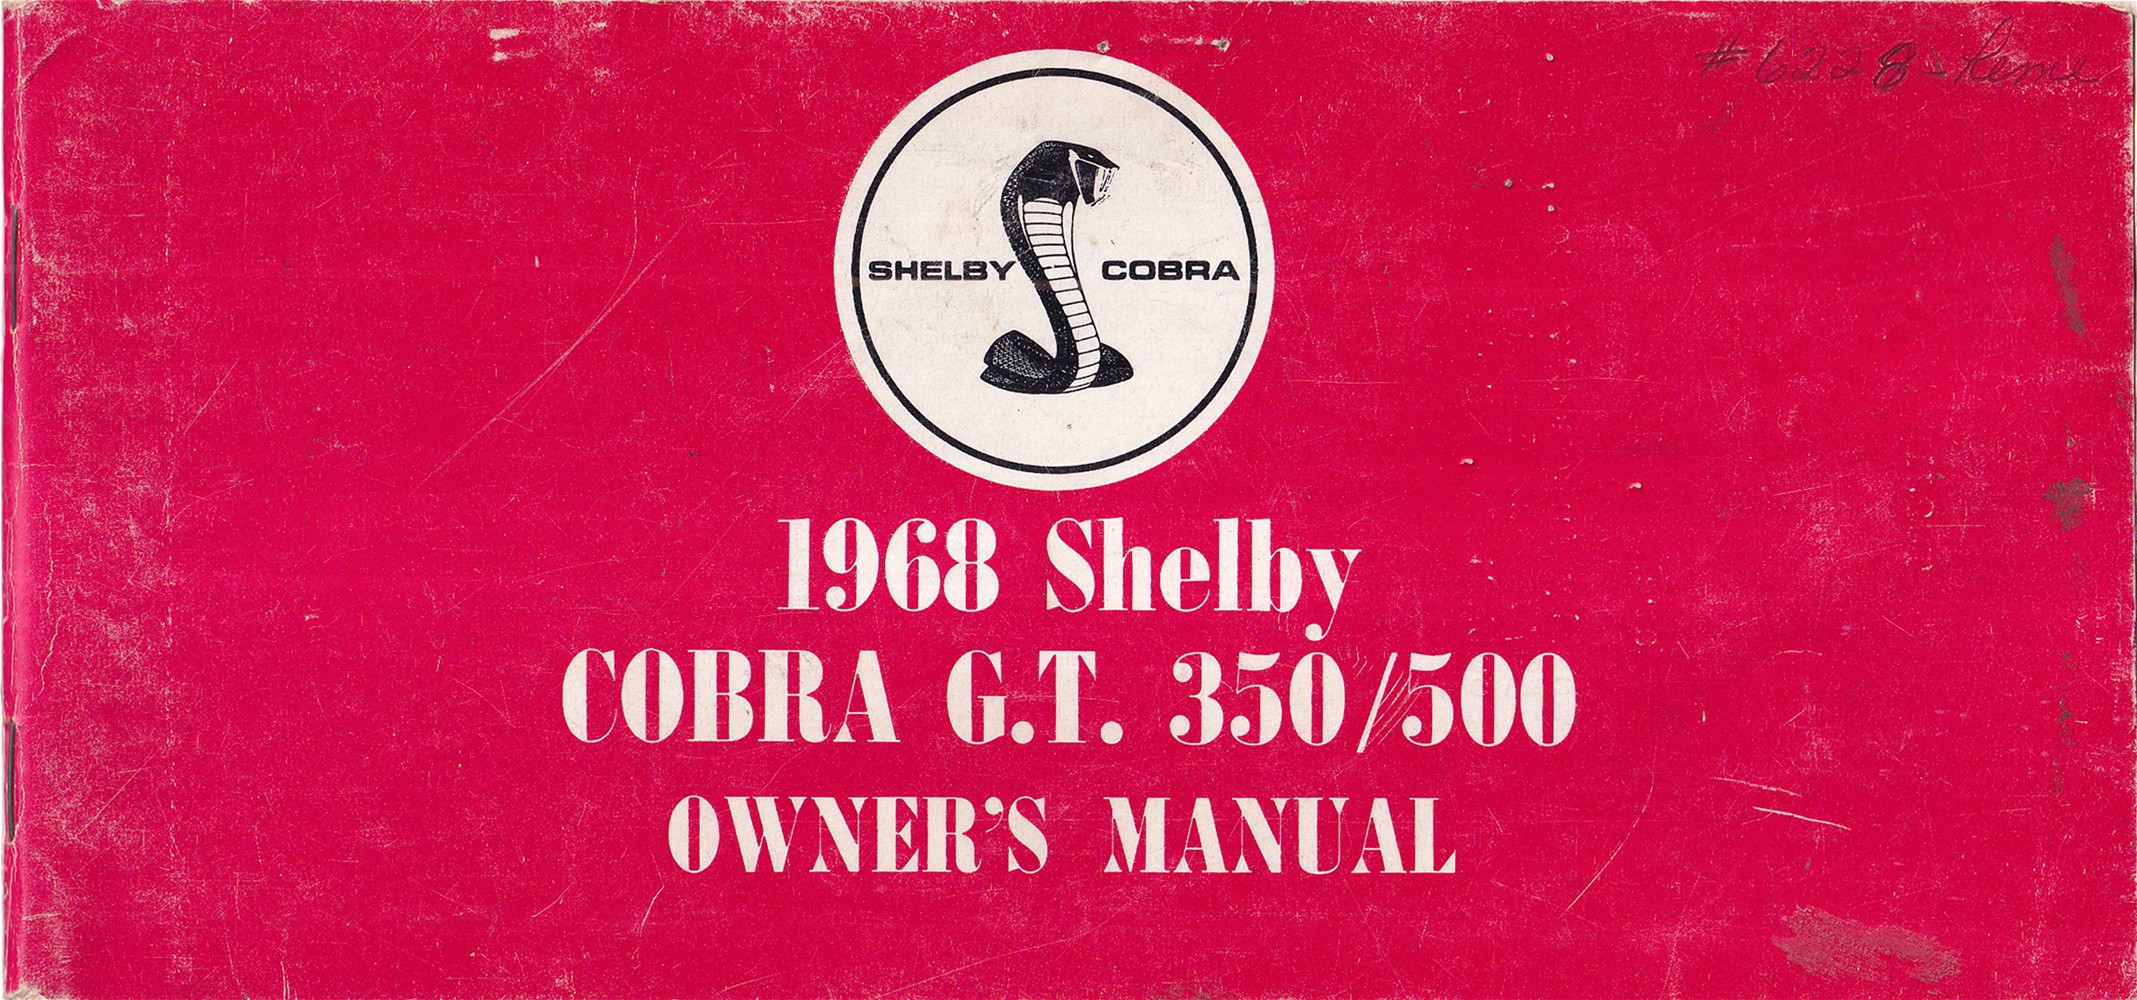 #6228-
SHELBY COBRA
1968 Shelby
COBRA G.T. 350/500
OWNER'S MANUAL